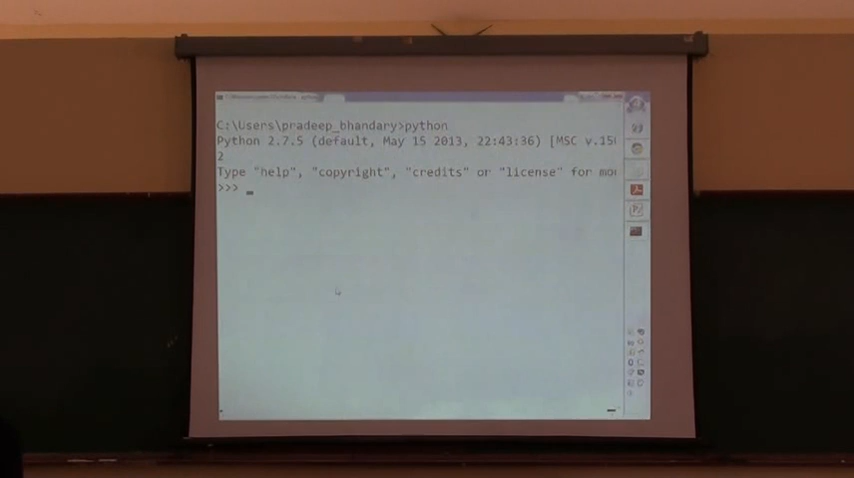 C:\Users\pradeep_bhandary>python
Python 2.7.5 (default, May 15 2013, 22:43:36) [MSC v.150
2
Type "help", "copyright", "credits" or "license" for mo
>>>